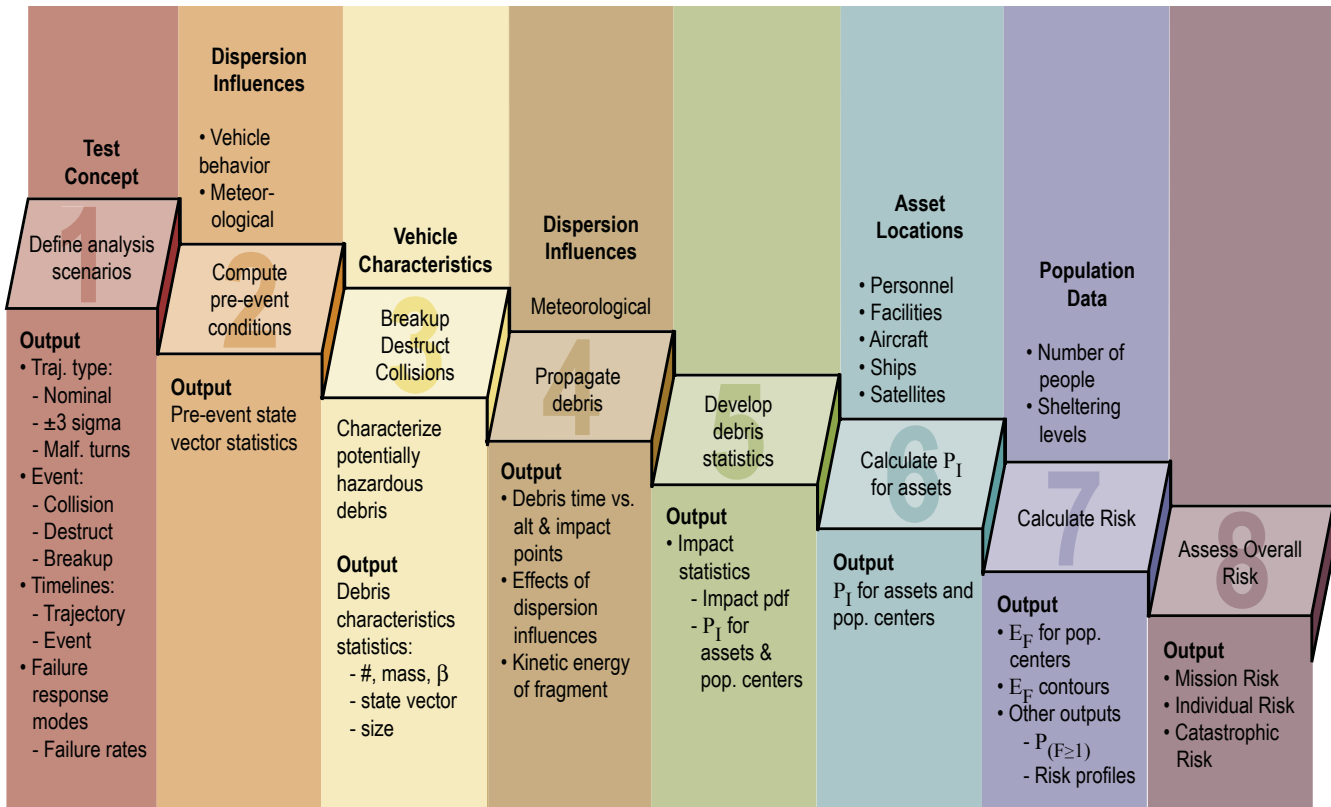 Test
Concept
1
Define analysis
scenarios
Output
• Traj. type:
- Nominal
- ±3 sigma
- Malf. turns
• Event:
- Collision
- Destruct
- Breakup
• Timelines:
- Trajectory
- Event
• Failure
response
modes
- Failure rates
Dispersion
Influences
• Vehicle
behavior
• Meteor-
ological
2
Compute
pre-event
conditions
Output
Pre-event state
vector statistics
Vehicle
Characteristics
3
Breakup
Destruct
Collisions
Characterize
potentially
hazardous
debris
Output
Debris
characteristics
statistics:
- #, mass, β
- state vector
- size
Dispersion
Influences
Meteorological
4
Propagate
debris
Output
• Debris time vs.
alt & impact
points
• Effects of
dispersion
influences
• Kinetic energy
of fragment
5
Develop
debris
statistics
Output
• Impact
statistics
- Impact pdf
- P_I for
assets &
pop. centers
Asset
Locations
• Personnel
• Facilities
• Aircraft
• Ships
• Satellites
6
Calculate P_I
for assets
Output
P_I for assets and
pop. centers
Population
Data
• Number of
people
• Sheltering
levels
7
Calculate Risk
Output
• E_F for pop.
centers
• E_F contours
• Other outputs
- P_(F≥1)
- Risk profiles
8
Assess Overall
Risk
Output
• Mission Risk
• Individual Risk
• Catastrophic
Risk